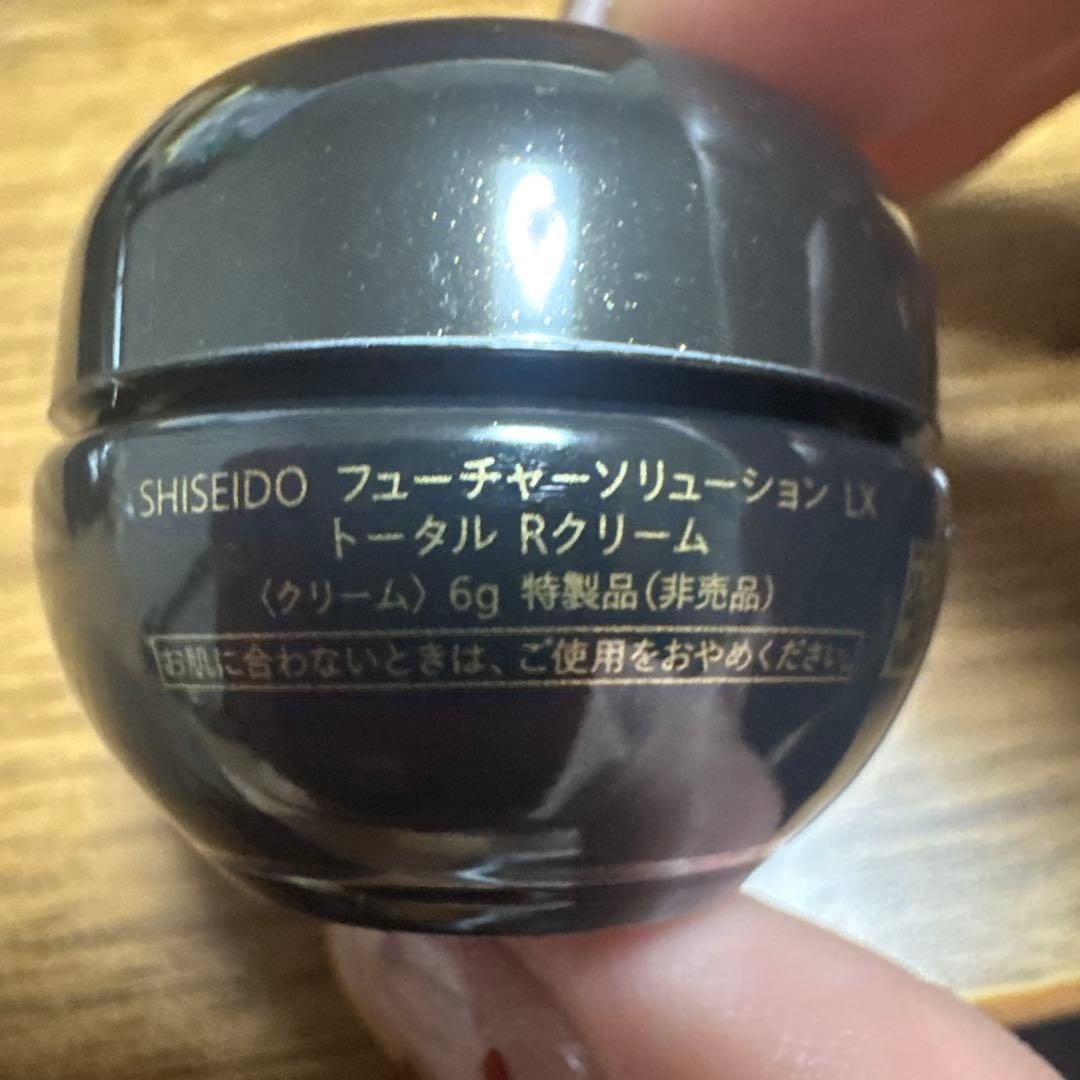 SHISEIDO フューチャーソリューション LX
トータル Rクリーム
〈クリーム〉 6g 特製品(非売品)
お肌に合わないときは、ご使用をおやめください。